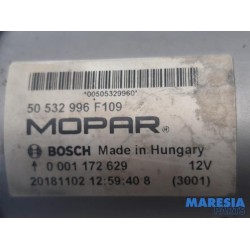 *00505329960*
50 532 996 F109
MOPAR®
BOSCH Made in Hungary
0 001 172 629 12V
20181102 12:59:40 8 (3001)
MARESIA